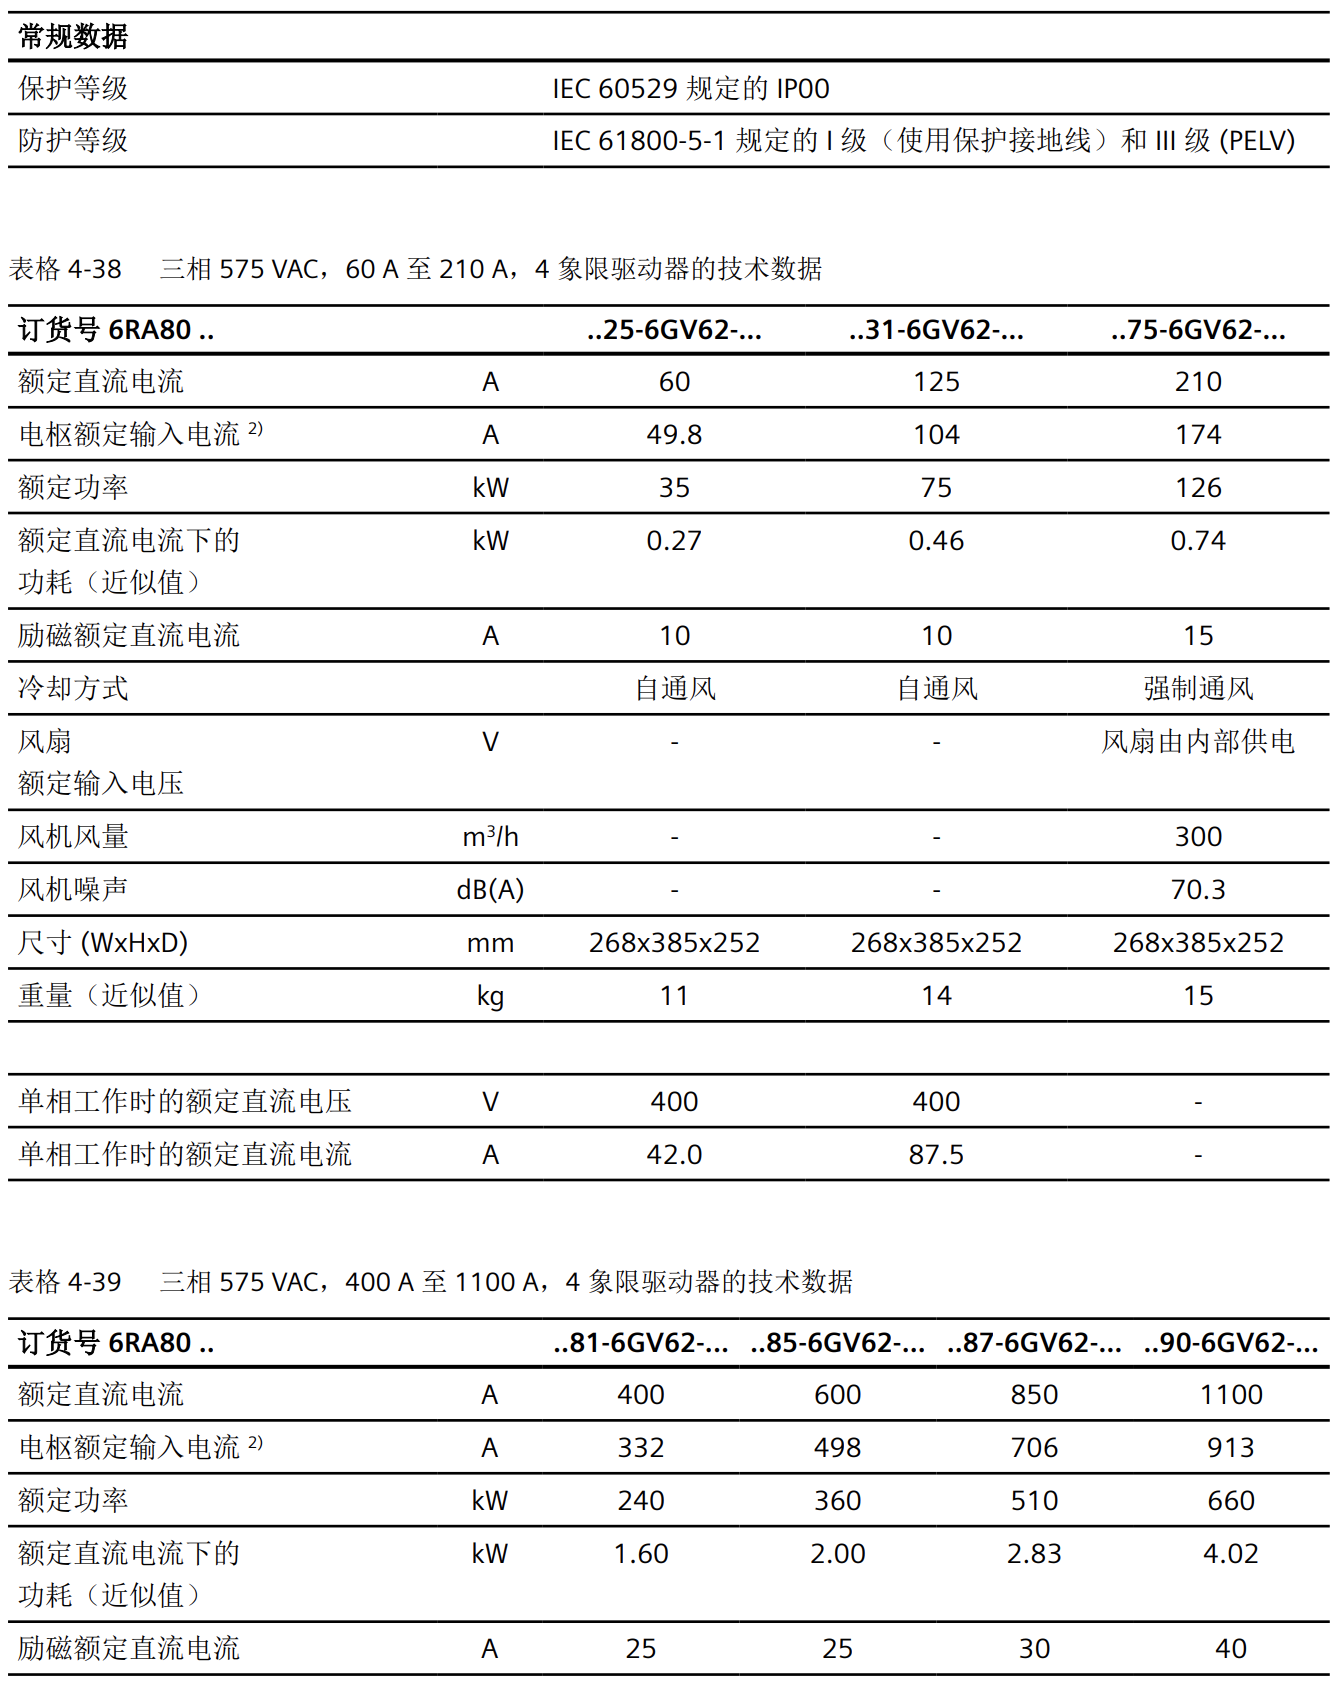 常规数据
保护等级 IEC 60529 规定的 IP00
防护等级 IEC 61800-5-1 规定的 I 级（使用保护接地线）和 III 级 (PELV)
表格 4-38 三相 575 VAC，60 A 至 210 A，4 象限驱动器的技术数据
订货号 6RA80 .. ..25-6GV62-... ..31-6GV62-... ..75-6GV62-...
额定直流电流 A 60 125 210
电枢额定输入电流 2) A 49.8 104 174
额定功率 kW 35 75 126
额定直流电流下的 kW 0.27 0.46 0.74
功耗（近似值）
励磁额定直流电流 A 10 10 15
冷却方式 自通风 自通风 强制通风
风扇 V - - 风扇由内部供电
额定输入电压
风机风量 m³/h - - 300
风机噪声 dB(A) - - 70.3
尺寸 (WxHxD) mm 268x385x252 268x385x252 268x385x252
重量（近似值） kg 11 14 15
单相工作时的额定直流电压 V 400 400 -
单相工作时的额定直流电流 A 42.0 87.5 -
表格 4-39 三相 575 VAC，400 A 至 1100 A，4 象限驱动器的技术数据
订货号 6RA80 .. ..81-6GV62-... ..85-6GV62-... ..87-6GV62-... ..90-6GV62-...
额定直流电流 A 400 600 850 1100
电枢额定输入电流 2) A 332 498 706 913
额定功率 kW 240 360 510 660
额定直流电流下的 kW 1.60 2.00 2.83 4.02
功耗（近似值）
励磁额定直流电流 A 25 25 30 40